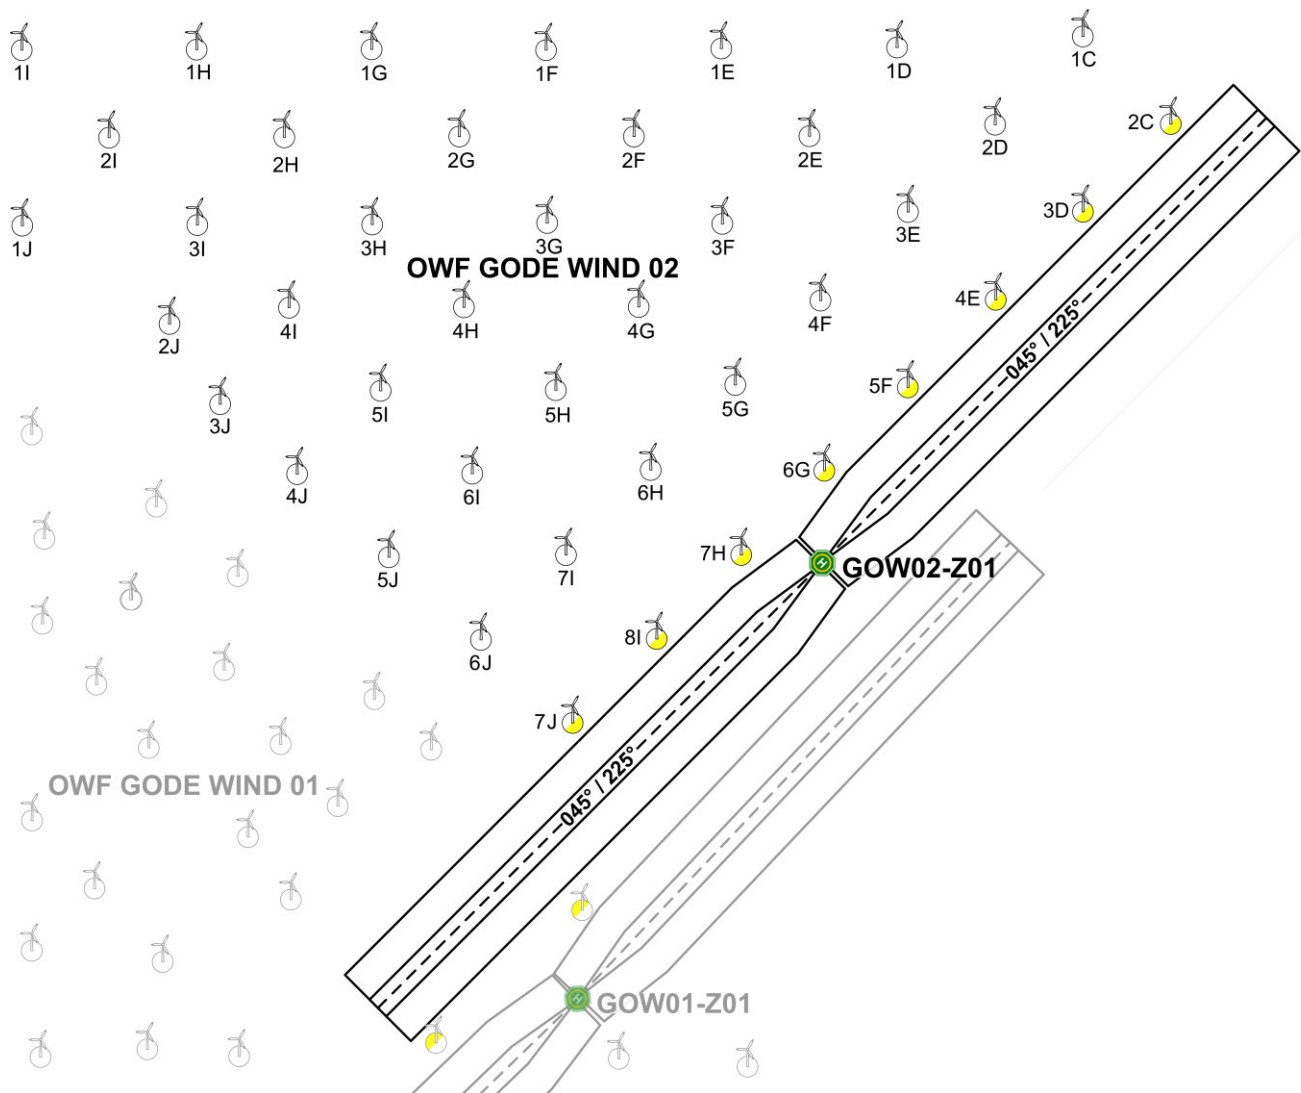 1I 1H 1G 1F 1E 1D 1C
2I 2H 2G 2F 2E 2D 2C
1J 3I 3H 3G 3F 3E 3D
OWF GODE WIND 02
2J 4I 4H 4G 4F 4E
045° / 225°
3J 5I 5H 5G 5F
4J 6I 6H 6G
5J 7I 7H
GOW02-Z01
6J 8I
7J
045° / 225°
OWF GODE WIND 01
H
GOW01-Z01
H